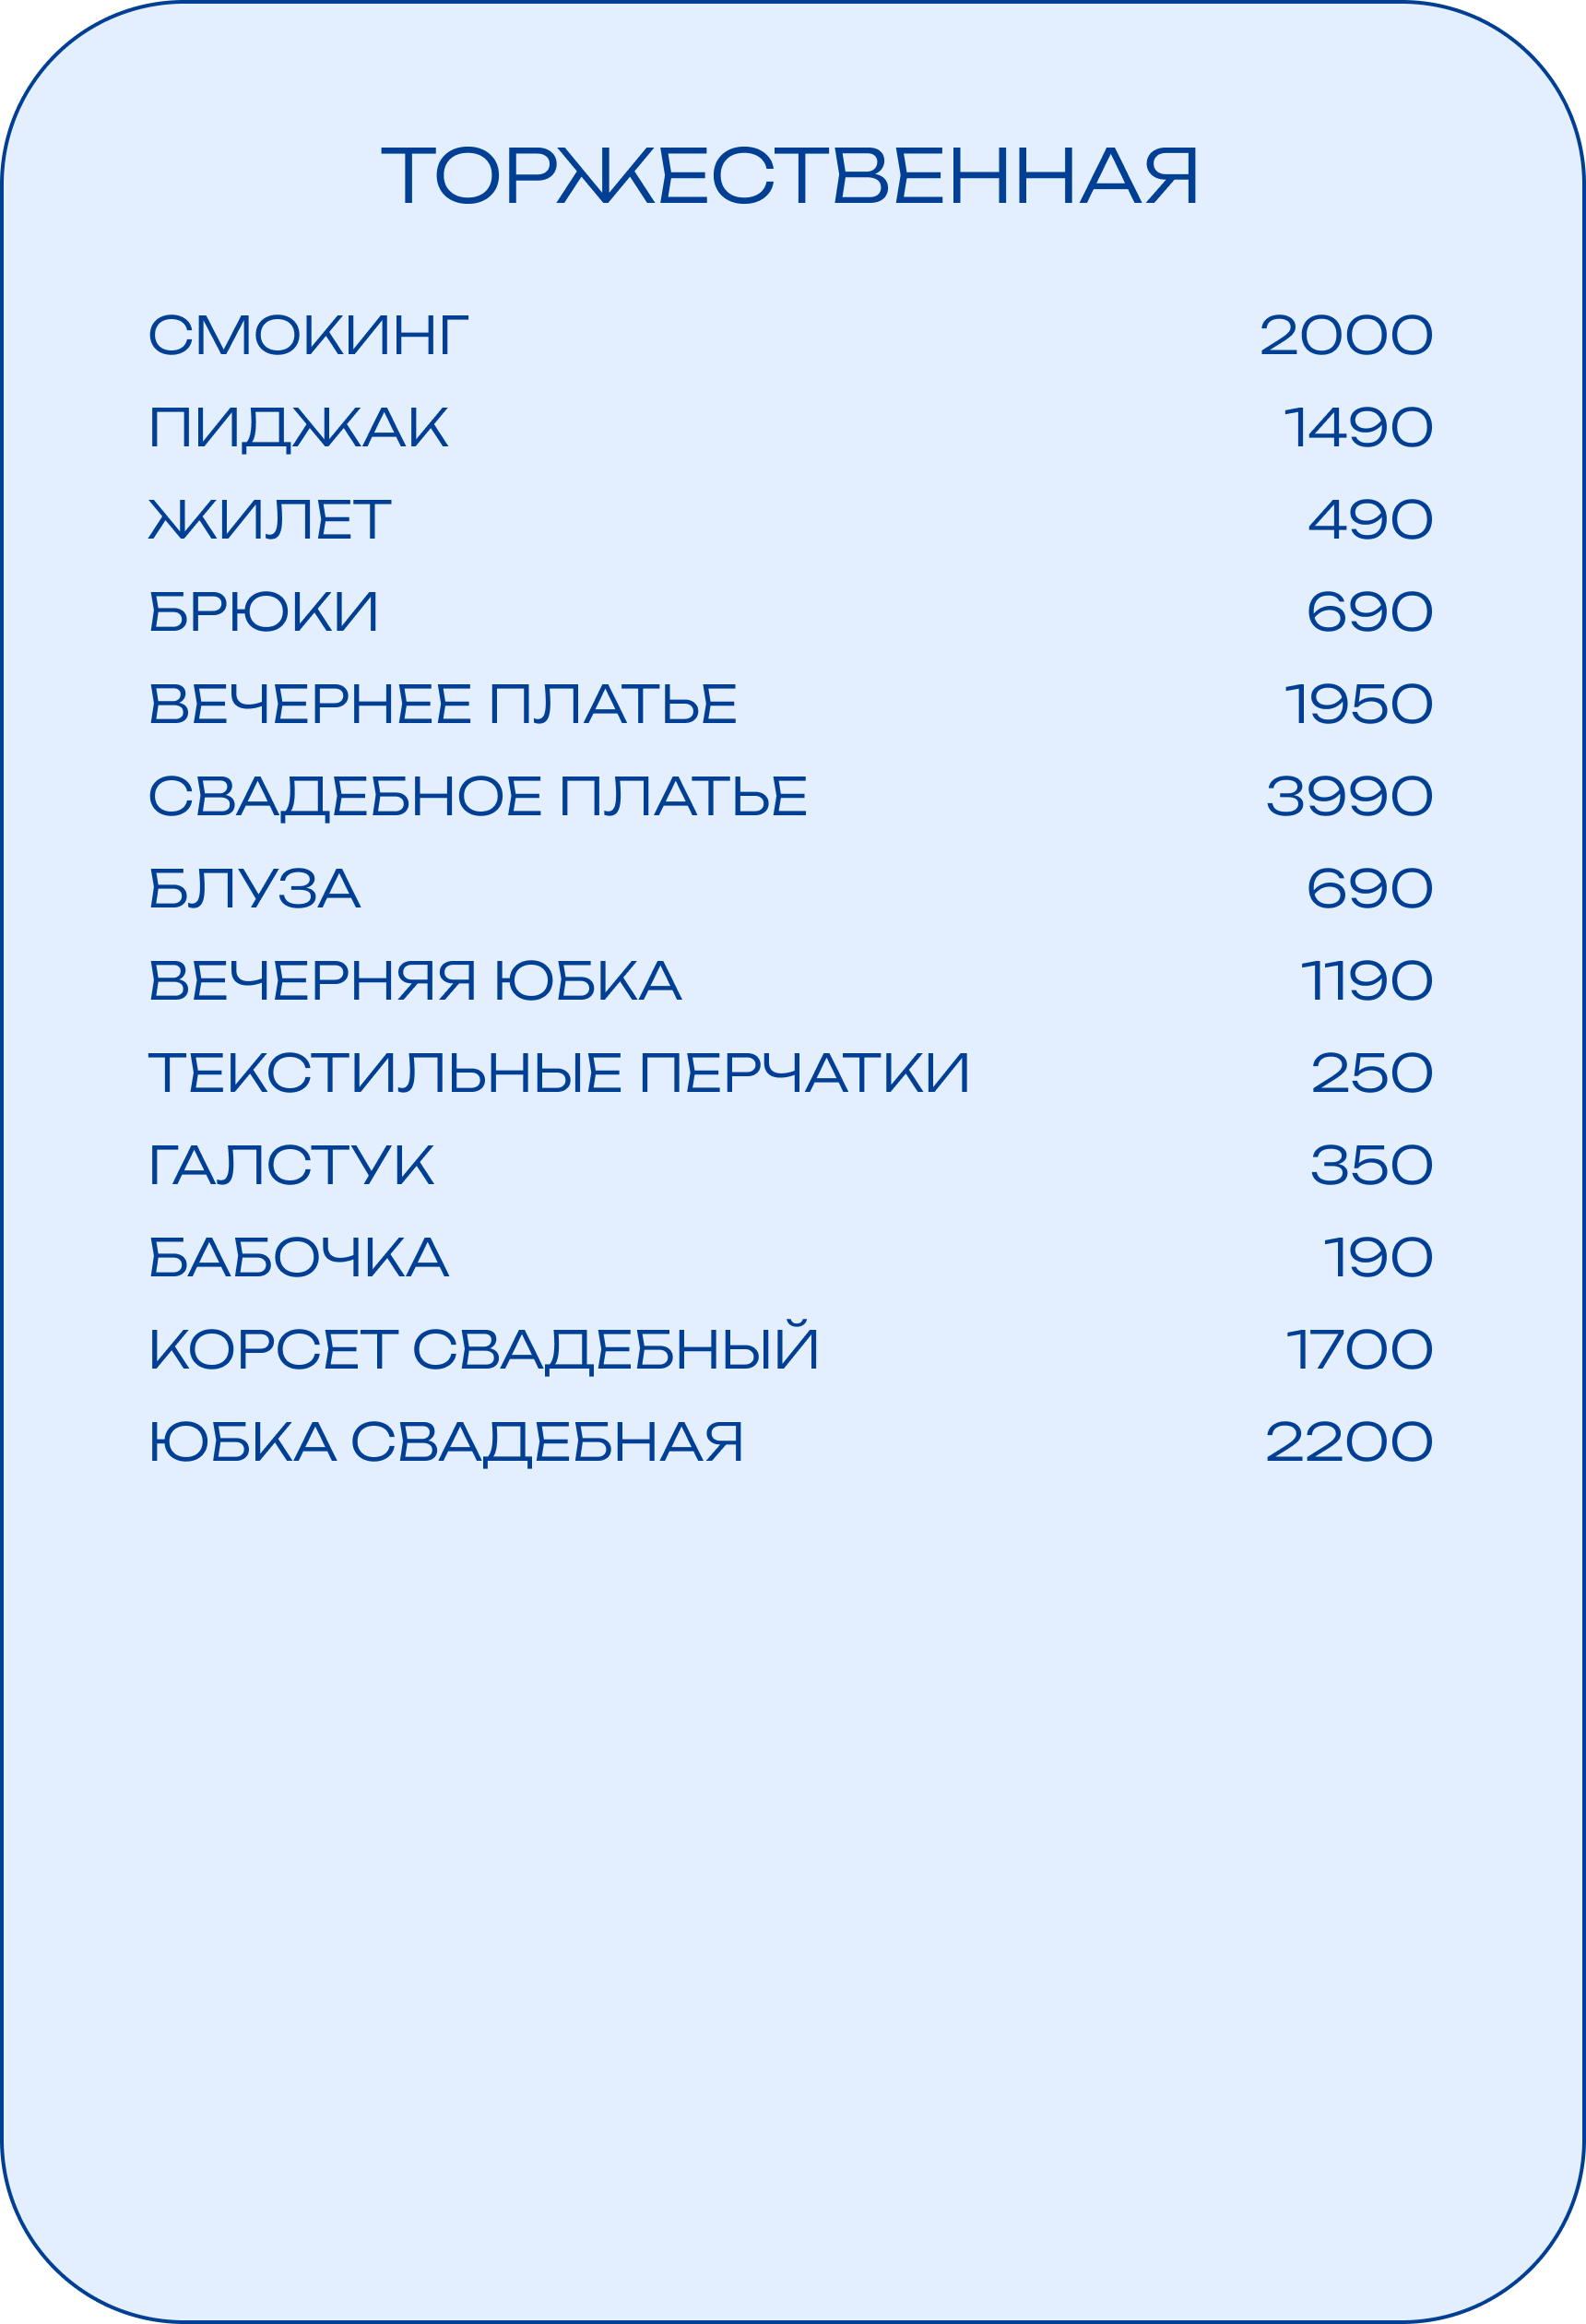 ТОРЖЕСТВЕННАЯ
СМОКИНГ 2000
ПИДЖАК 1490
ЖИЛЕТ 490
БРЮКИ 690
ВЕЧЕРНЕЕ ПЛАТЬЕ 1950
СВАДЕБНОЕ ПЛАТЬЕ 3990
БЛУЗА 690
ВЕЧЕРНЯЯ ЮБКА 1190
ТЕКСТИЛЬНЫЕ ПЕРЧАТКИ 250
ГАЛСТУК 350
БАБОЧКА 190
КОРСЕТ СВАДЕБНЫЙ 1700
ЮБКА СВАДЕБНАЯ 2200